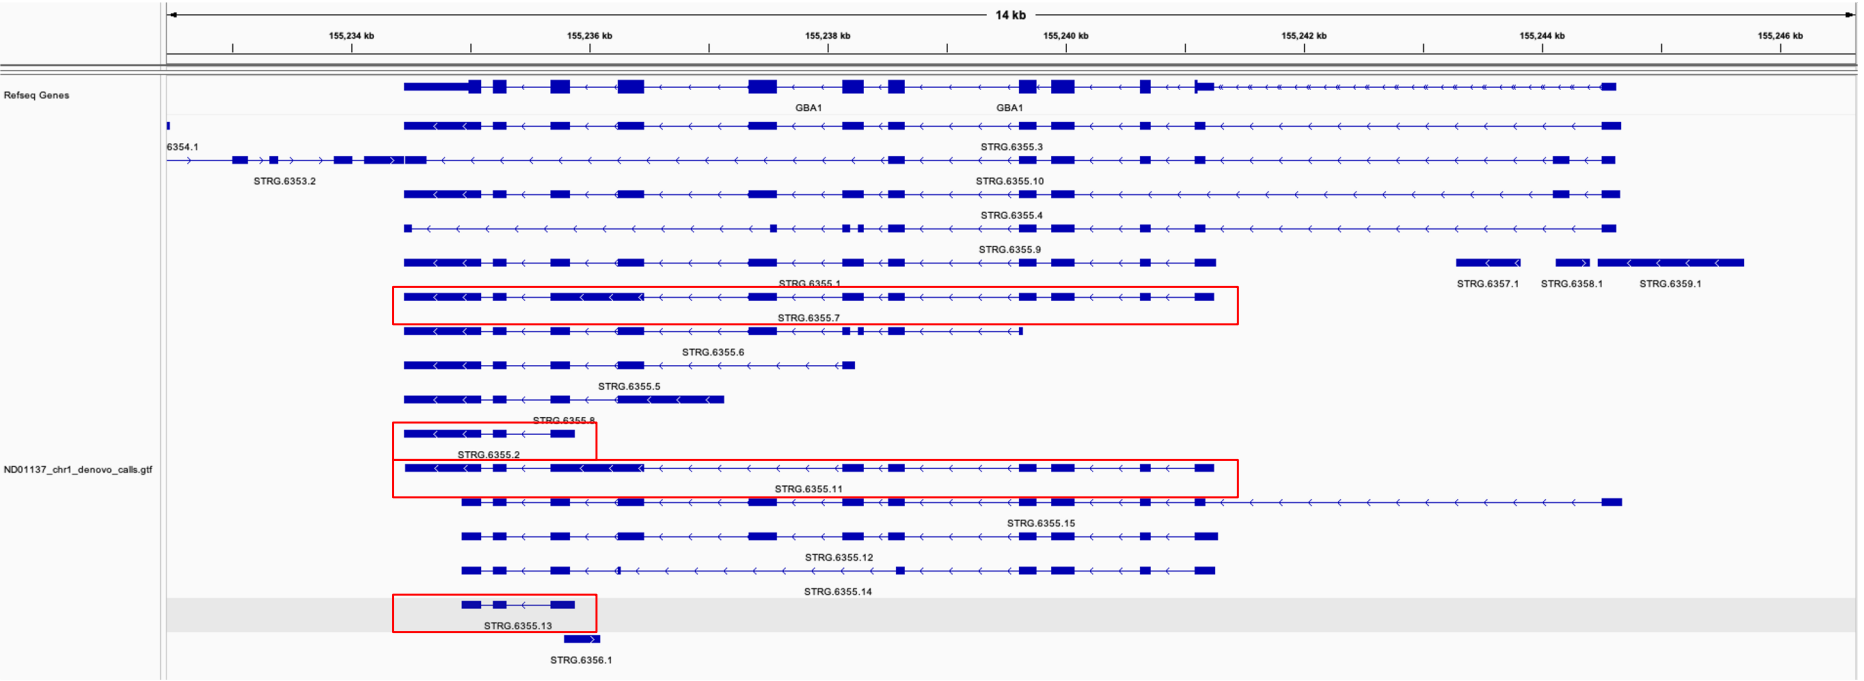 14 kb
155,234 kb 155,236 kb 155,238 kb 155,240 kb 155,242 kb 155,244 kb 155,246 kb
Refseq Genes
GBA1 GBA1
6354.1 STRG.6355.3
STRG.6353.2 STRG.6355.10
STRG.6355.4
STRG.6355.9
STRG.6355.1 STRG.6357.1 STRG.6358.1 STRG.6359.1
STRG.6355.7
STRG.6355.6
STRG.6355.5
STRG.6355.8
STRG.6355.2
ND01137_chr1_denovo_calls.gtf
STRG.6355.11
STRG.6355.15
STRG.6355.12
STRG.6355.14
STRG.6355.13
STRG.6356.1